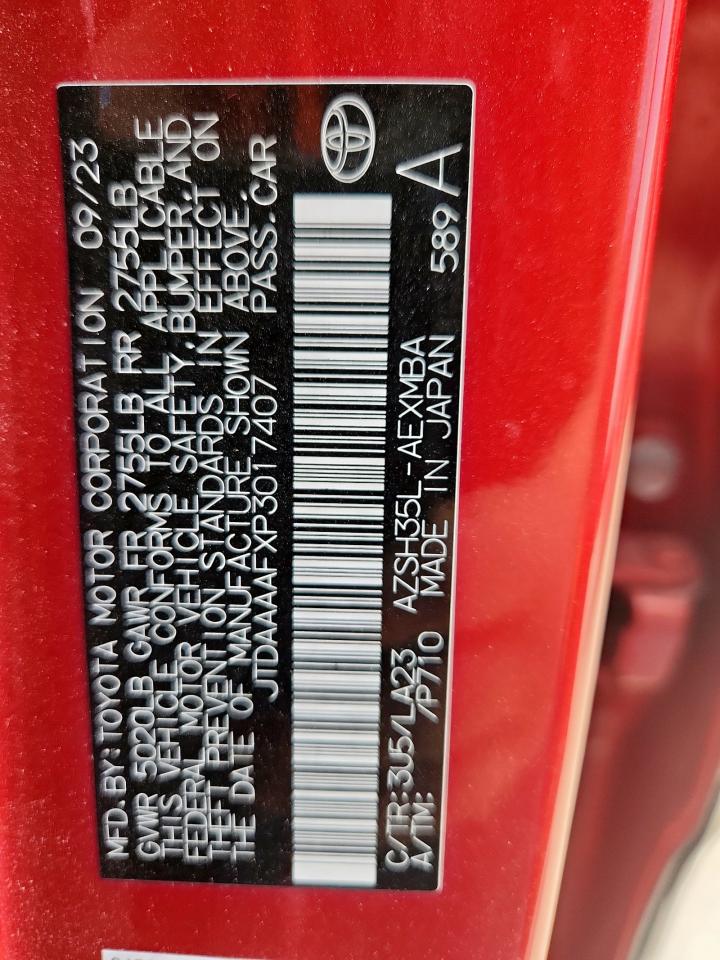 MFD.BY:TOYOTA MOTOR CORPORATION 09/23
GVWR 5020LB GAWR FR 2755LB RR 2755LB
THIS VEHICLE CONFORMS TO ALL APPLICABLE
FEDERAL MOTOR VEHICLE SAFETY,BUMPER,AND
THEFT PREVENTION STANDARDS IN EFFECT ON
THE DATE OF MANUFACTURE SHOWN ABOVE.
JTDAAAAFXP3017407 PASS.CAR
C/TR:3U5/LA23 AZSH35L-AEXMBA 589A
A/TM: /P710 MADE IN JAPAN